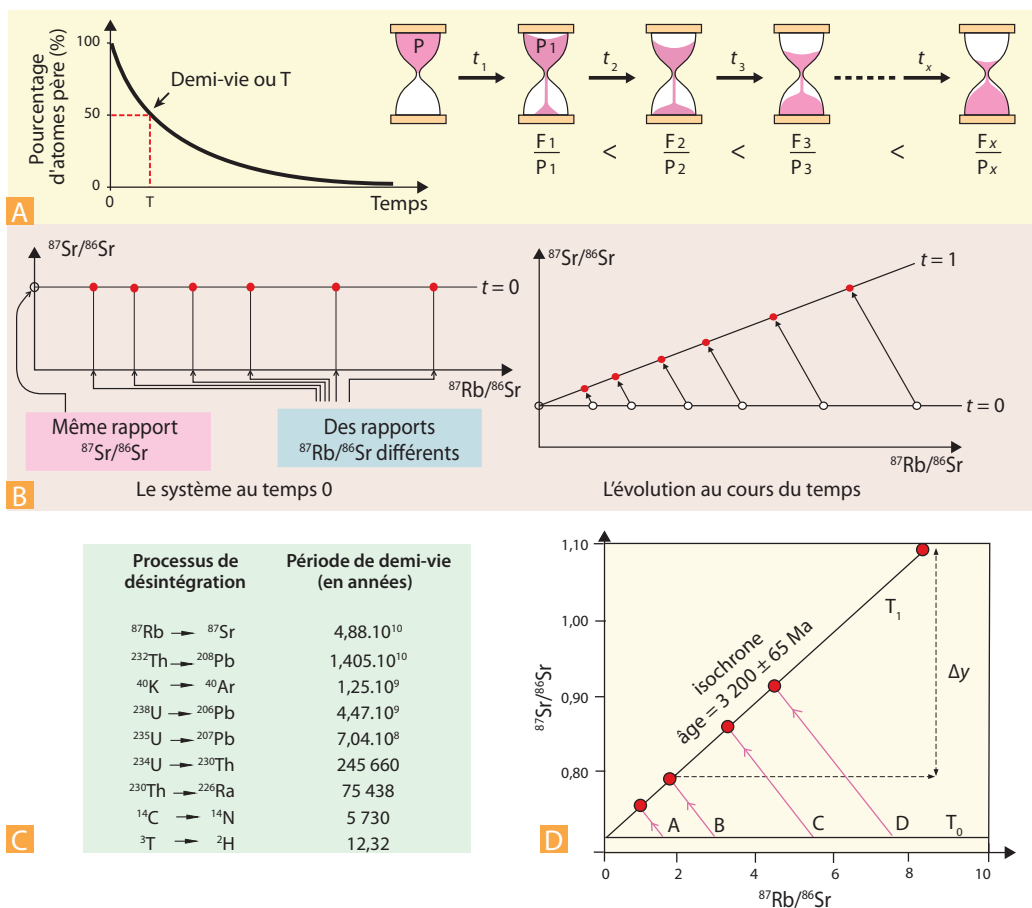 Pourcentage
d'atomes père (%)
100
50
0
0
T
Temps
Demi-vie ou T
P
t1
P1
t2
t3
tx
F1/P1 < F2/P2 < F3/P3 < Fx/Px
A
⁸⁷Sr/⁸⁶Sr
t = 0
⁸⁷Rb/⁸⁶Sr
Même rapport
⁸⁷Sr/⁸⁶Sr
Des rapports
⁸⁷Rb/⁸⁶Sr différents
Le système au temps 0
⁸⁷Sr/⁸⁶Sr
t = 1
t = 0
⁸⁷Rb/⁸⁶Sr
L'évolution au cours du temps
B
Processus de désintégration
Période de demi-vie (en années)
⁸⁷Rb → ⁸⁷Sr 4,88.10¹⁰
²³²Th → ²⁰⁸Pb 1,405.10¹⁰
⁴⁰K → ⁴⁰Ar 1,25.10⁹
²³⁸U → ²⁰⁶Pb 4,47.10⁹
²³⁵U → ²⁰⁷Pb 7,04.10⁸
²³⁴U → ²³⁰Th 245 660
²³⁰Th → ²²⁶Ra 75 438
¹⁴C → ¹⁴N 5 730
³T → ²H 12,32
C
⁸⁷Sr/⁸⁶Sr
1,10
1,00
0,90
0,80
0
2
4
6
8
10
⁸⁷Rb/⁸⁶Sr
isochrone
âge = 3 200 ± 65 Ma
T₁
Δy
A
B
C
D
T₀
D